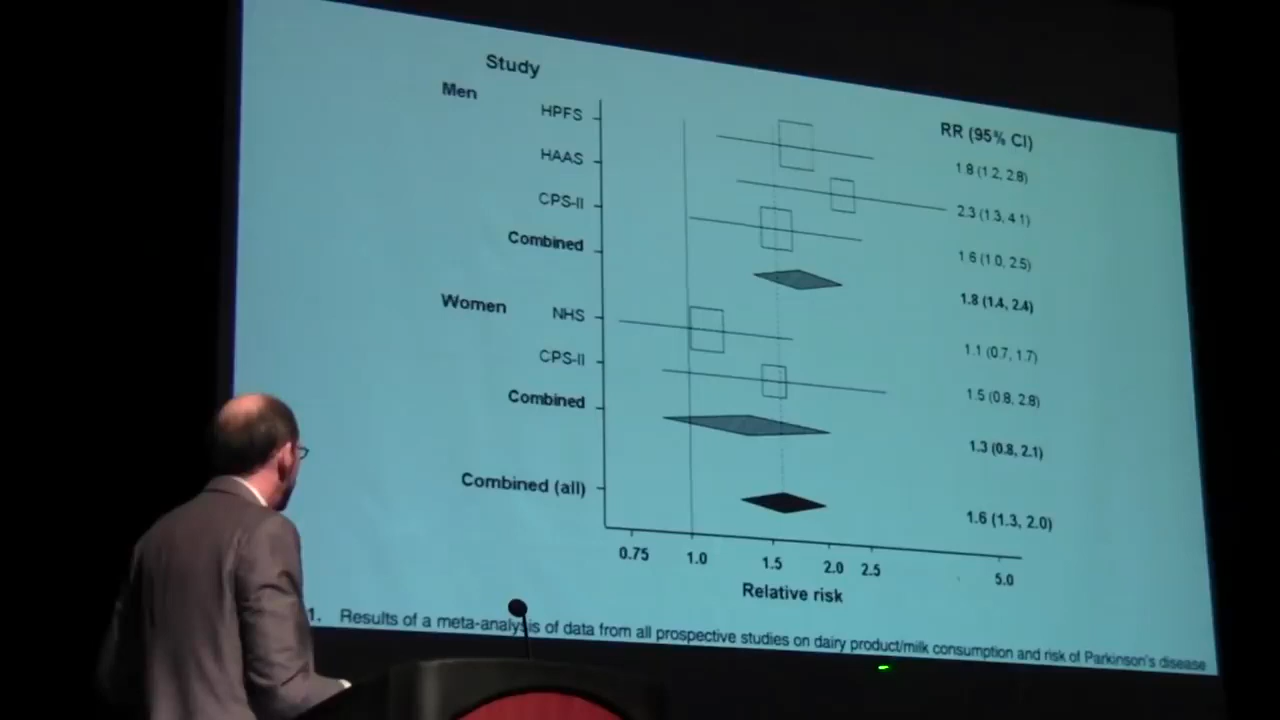 Study
RR (95% CI)
Men
HPFS
1.8 (1.2, 2.8)
HAAS
2.3 (1.3, 4.1)
CPS-II
1.6 (1.0, 2.5)
Combined
1.8 (1.4, 2.4)
Women
NHS
1.1 (0.7, 1.7)
CPS-II
1.5 (0.8, 2.8)
Combined
1.3 (0.8, 2.1)
Combined (all)
1.6 (1.3, 2.0)
0.75 1.0 1.5 2.0 2.5 5.0
Relative risk
1. Results of a meta-analysis of data from all prospective studies on dairy product/milk consumption and risk of Parkinson's disease